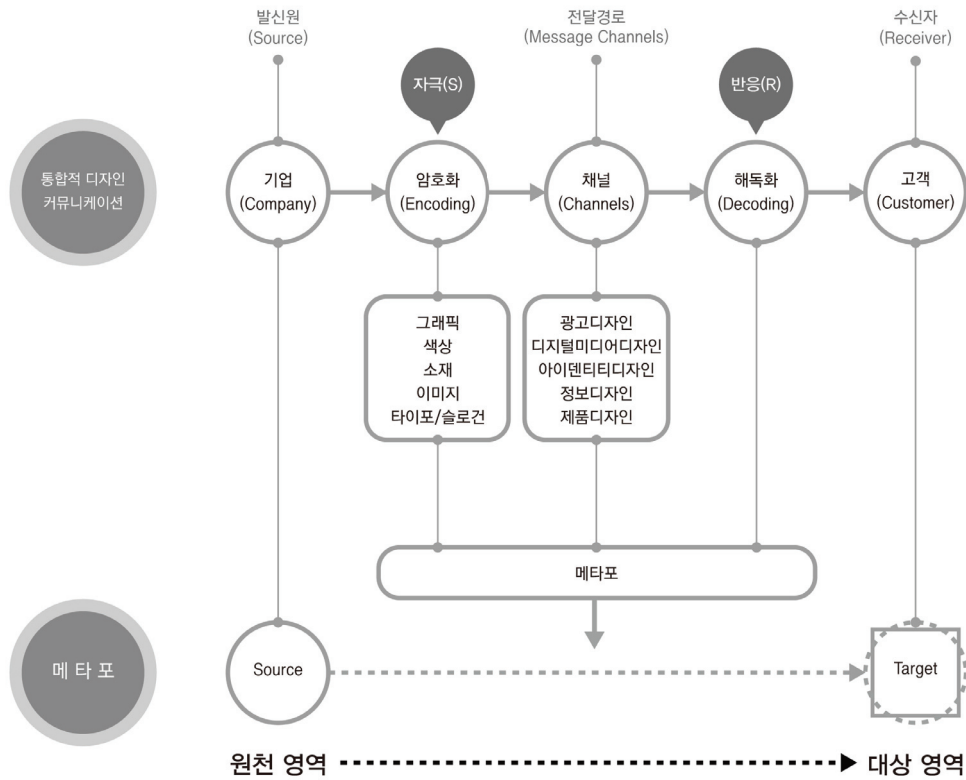 발신원
(Source)
전달경로
(Message Channels)
수신자
(Receiver)
자극(S)
반응(R)
통합적 디자인
커뮤니케이션
기업
(Company)
암호화
(Encoding)
채널
(Channels)
해독화
(Decoding)
고객
(Customer)
그래픽
색상
소재
이미지
타이포/슬로건
광고디자인
디지털미디어디자인
아이덴티티디자인
정보디자인
제품디자인
메타포
메 타 포
Source
Target
원천 영역
대상 영역